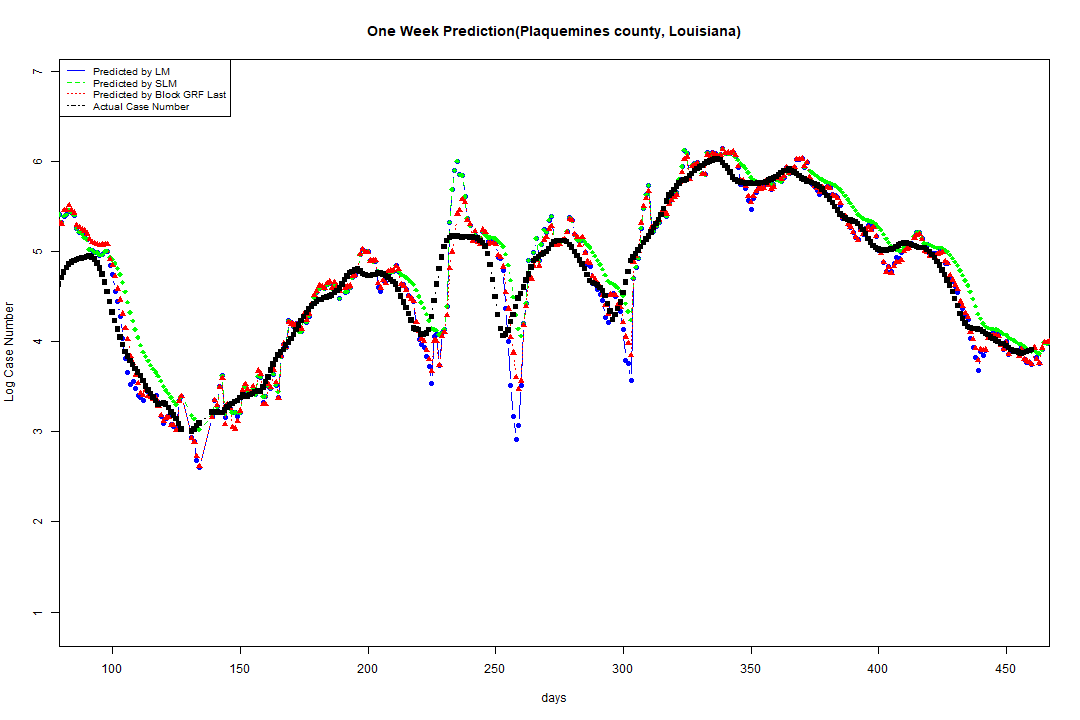 One Week Prediction(Plaquemines county, Louisiana)
Predicted by LM
Predicted by SLM
Predicted by Block GRF Last
Actual Case Number
7
6
5
4
3
2
1
Log Case Number
100 150 200 250 300 350 400 450
days